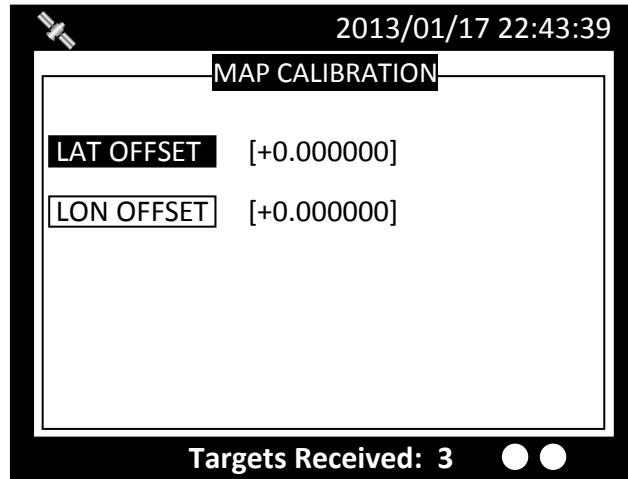 2013/01/17 22:43:39
MAP CALIBRATION
LAT OFFSET [+0.000000]
LON OFFSET [+0.000000]
Targets Received: 3